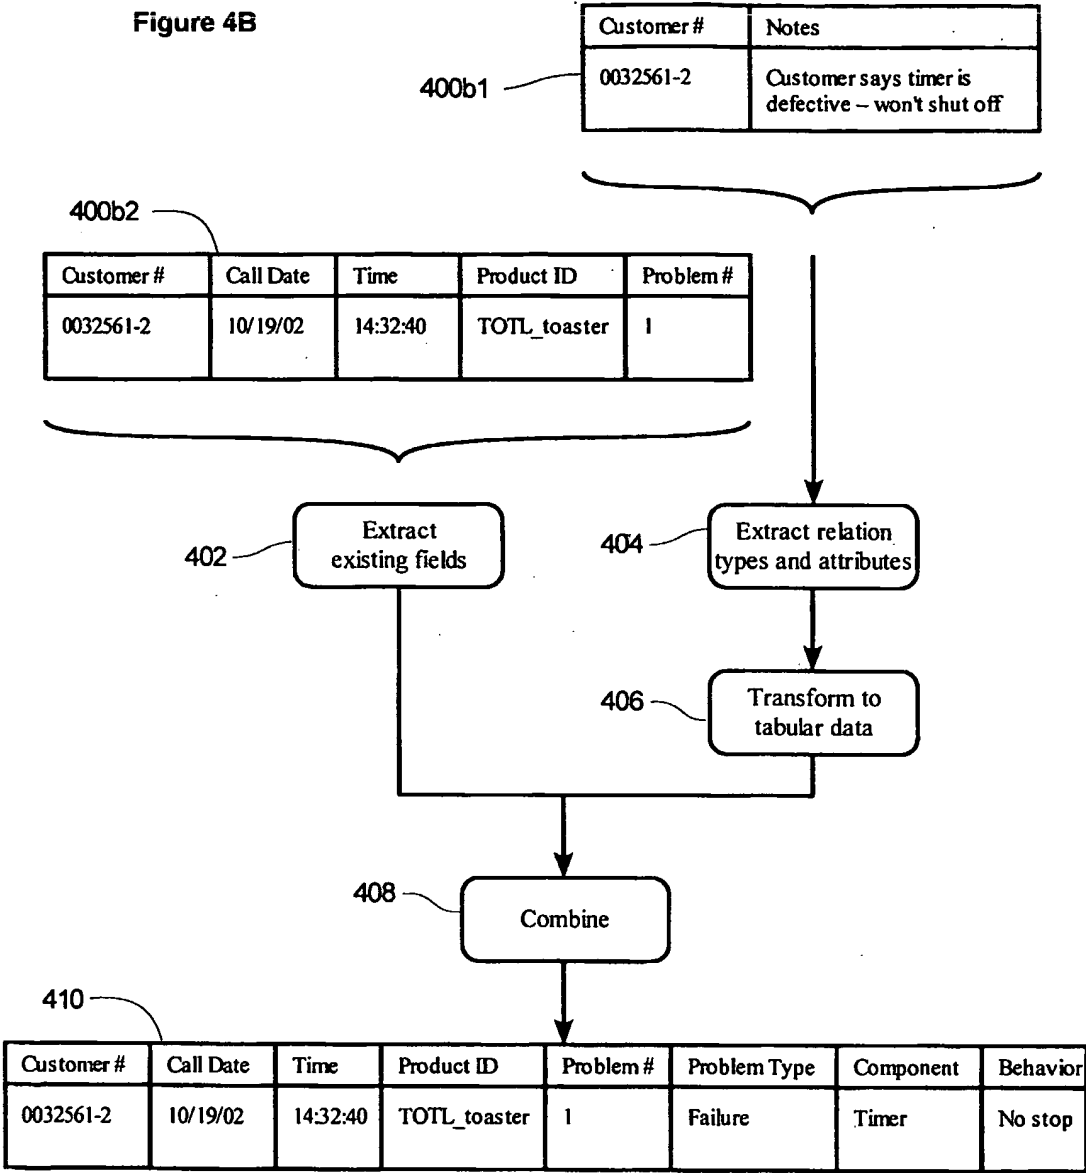 Figure 4B
Customer # Notes
400b1
0032561-2 Customer says timer is
defective – won't shut off
400b2
Customer # Call Date Time Product ID Problem #
0032561-2 10/19/02 14:32:40 TOTL_toaster 1
402
Extract
existing fields
404
Extract relation
types and attributes
406
Transform to
tabular data
408
Combine
410
Customer # Call Date Time Product ID Problem # Problem Type Component Behavior
0032561-2 10/19/02 14:32:40 TOTL_toaster 1 Failure Timer No stop